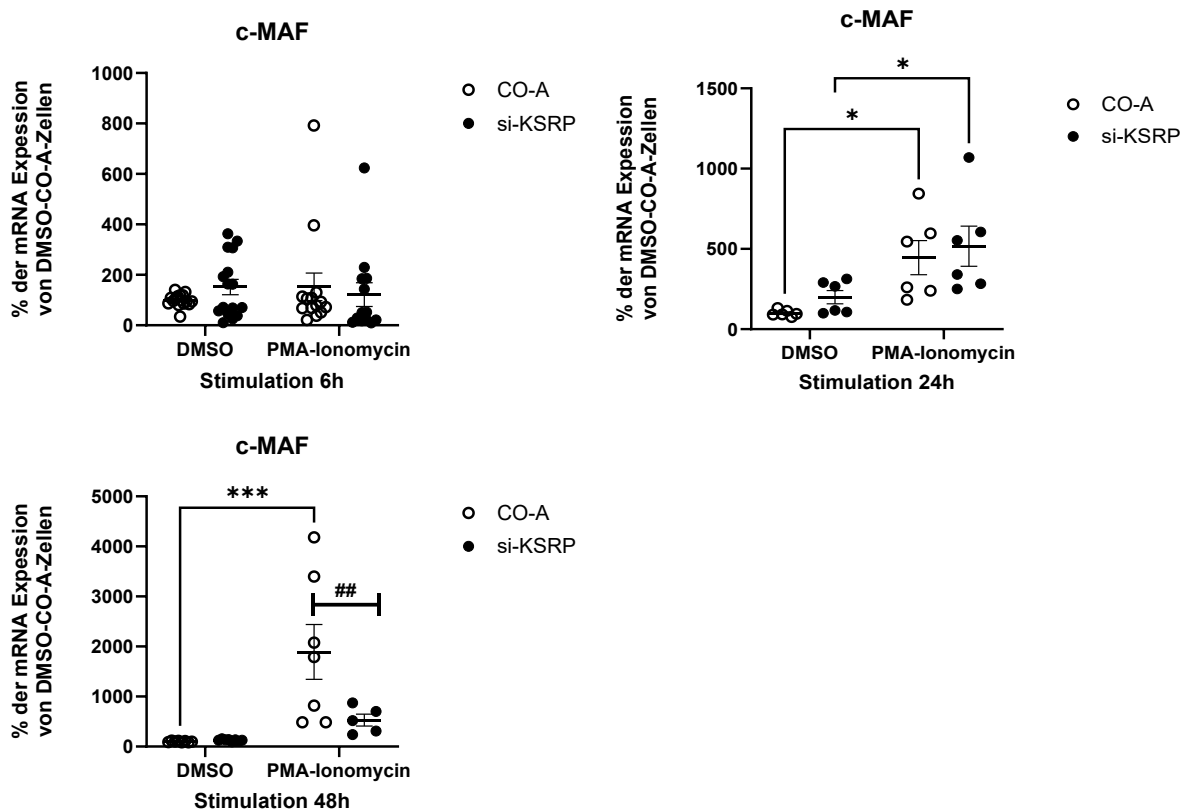 c-MAF
% der mRNA Expession
von DMSO-CO-A-Zellen
1000
800
600
400
200
0
DMSO PMA-Ionomycin
Stimulation 6h
CO-A
si-KSRP
c-MAF
% der mRNA Expession
von DMSO-CO-A-Zellen
1500
1000
500
0
*
*
DMSO PMA-Ionomycin
Stimulation 24h
CO-A
si-KSRP
c-MAF
% der mRNA Expession
von DMSO-CO-A-Zellen
5000
4000
3000
2000
1000
0
***
##
DMSO PMA-Ionomycin
Stimulation 48h
CO-A
si-KSRP